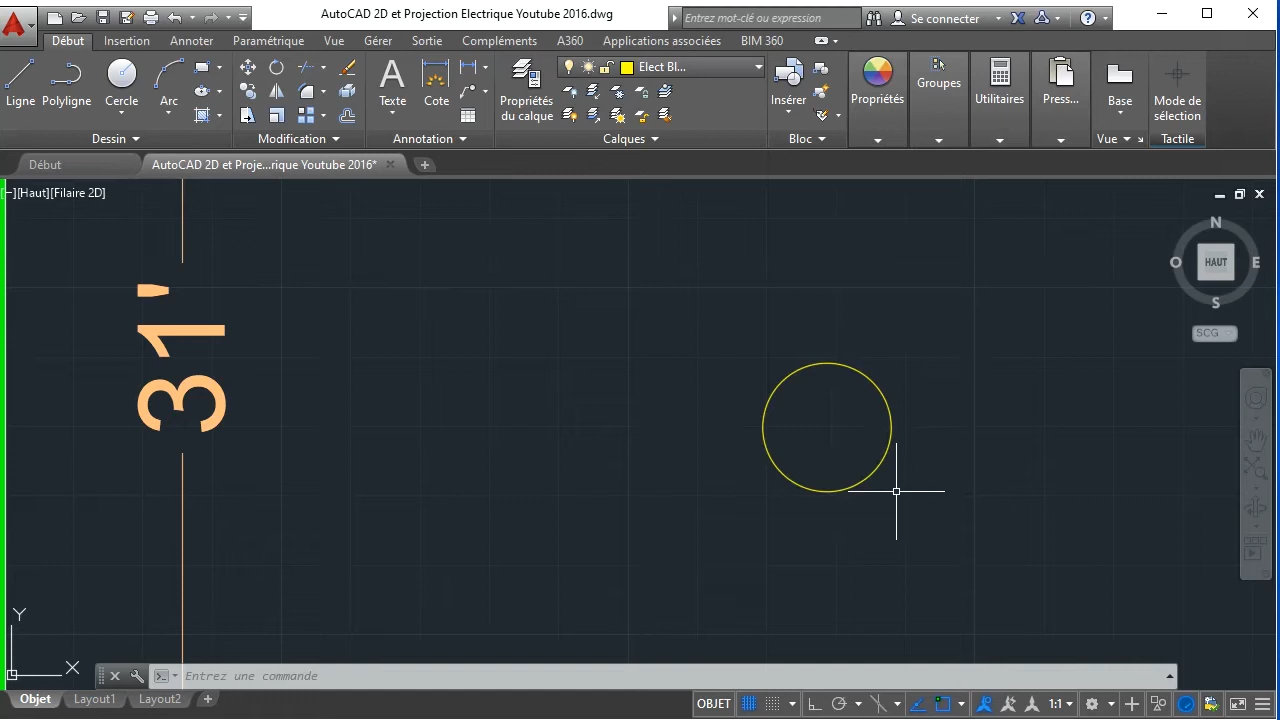 AutoCAD 2D et Projection Electrique Youtube 2016.dwg
Entrez mot-clé ou expression
Se connecter
Début Insertion Annoter Paramétrique Vue Gérer Sortie Compléments A360 Applications associées BIM 360
Elect Bl...
Ligne Polyligne Cercle Arc
Texte Cote
Propriétés
du calque
Insérer
Propriétés
Groupes
Utilitaires
Press...
Base
Mode de
sélection
Dessin Modification Annotation Calques Bloc Vue Tactile
Début AutoCAD 2D et Proje...rique Youtube 2016*
[−][Haut][Filaire 2D]
N
O HAUT E
S
SCG
31'
Y
X
Entrez une commande
Objet Layout1 Layout2
OBJET 1:1